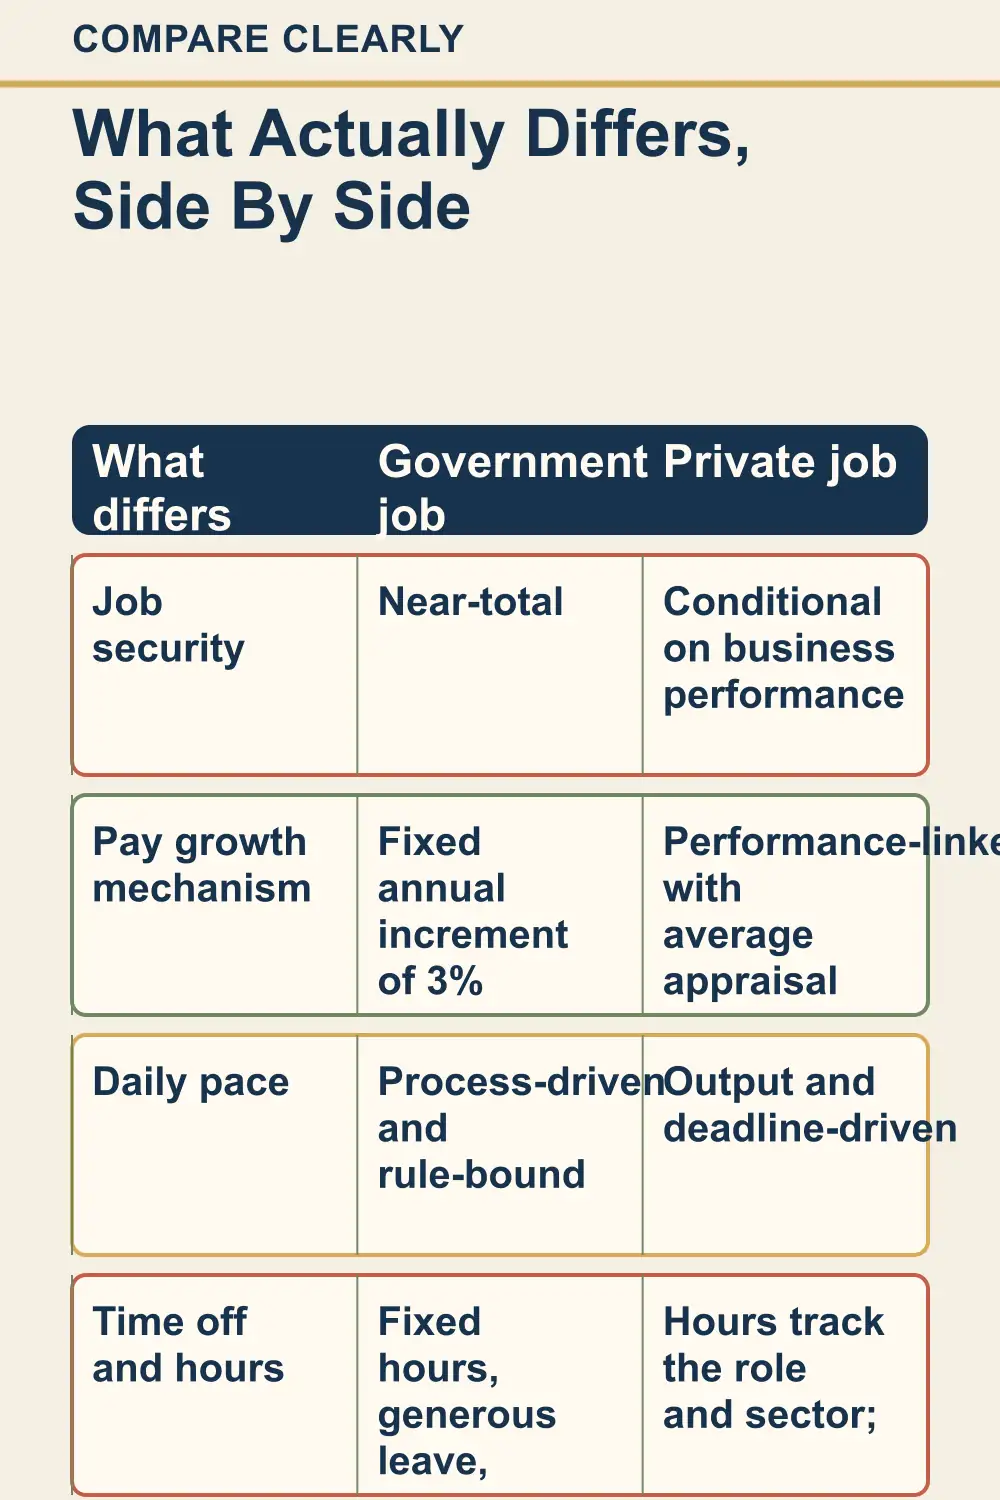 COMPARE CLEARLY
What Actually Differs,
Side By Side
What
differs
Government
job
Private job
Job
security
Near-total
Conditional
on business
performance
Pay growth
mechanism
Fixed
annual
increment
of 3%
Performance-linke
with
average
appraisal
Daily pace
Process-driven
and
rule-bound
Output and
deadline-driven
Time off
and hours
Fixed
hours,
generous
leave,
Hours track
the role
and sector;